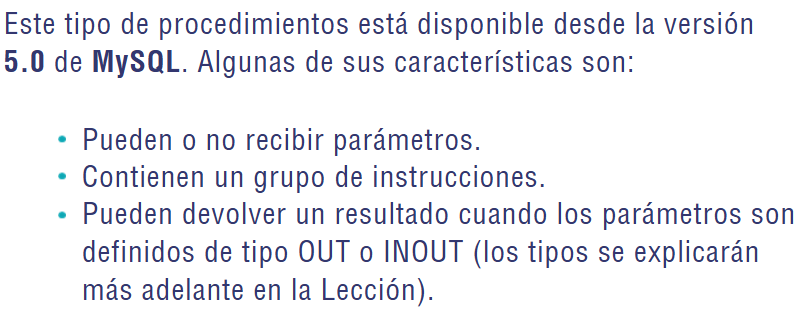 Este tipo de procedimientos está disponible desde la versión
5.0 de MySQL. Algunas de sus características son:
• Pueden o no recibir parámetros.
• Contienen un grupo de instrucciones.
• Pueden devolver un resultado cuando los parámetros son
definidos de tipo OUT o INOUT (los tipos se explicarán
más adelante en la Lección).